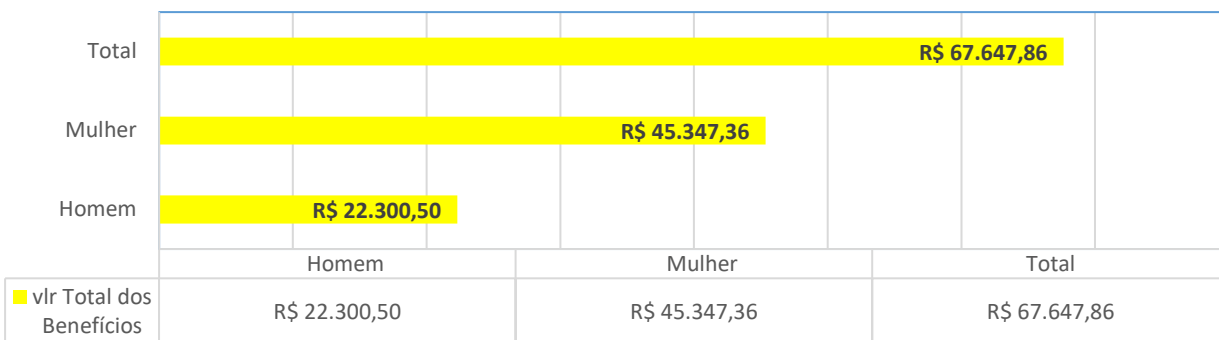 Total
R$ 67.647,86
Mulher
R$ 45.347,36
Homem
R$ 22.300,50
Homem Mulher Total
vlr Total dos
Benefícios
R$ 22.300,50 R$ 45.347,36 R$ 67.647,86